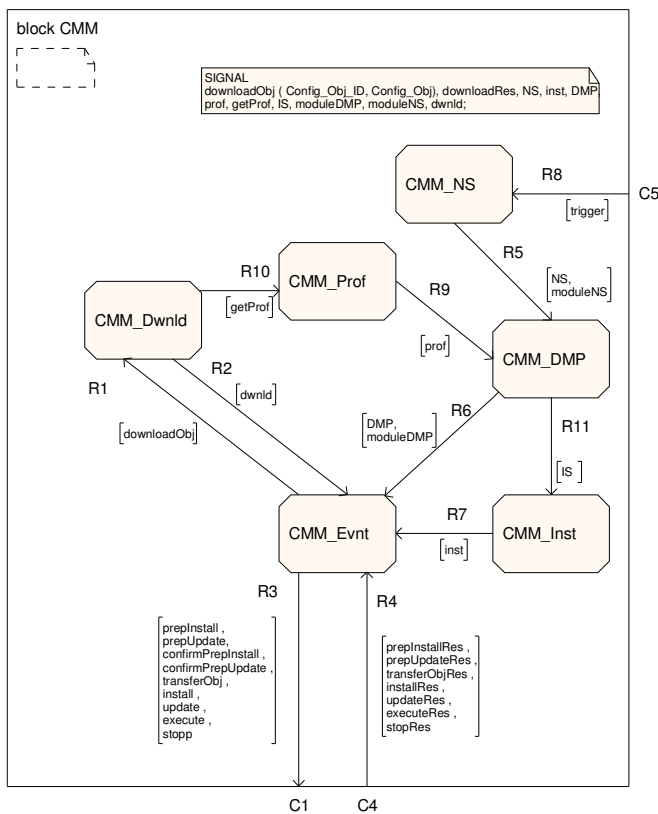 block CMM
SIGNAL
downloadObj ( Config_Obj_ID, Config_Obj), downloadRes, NS, inst, DMP,
prof, getProf, IS, moduleDMP, moduleNS, dwnld;
CMM_NS
R8
C5
[trigger]
R5
[NS,
moduleNS]
R10
CMM_Prof
R9
[getProf]
CMM_Dwnld
[prof]
CMM_DMP
R1
R2
[dwnld]
R6
[DMP,
moduleDMP]
R11
[downloadObj]
[IS ]
CMM_Evnt
R7
[inst]
CMM_Inst
R3
R4
[prepInstall ,
prepUpdate,
confirmPrepInstall ,
confirmPrepUpdate ,
transferObj ,
install ,
update ,
execute ,
stopp]
[prepInstallRes ,
prepUpdateRes ,
transferObjRes ,
installRes ,
updateRes ,
executeRes ,
stopRes]
C1
C4